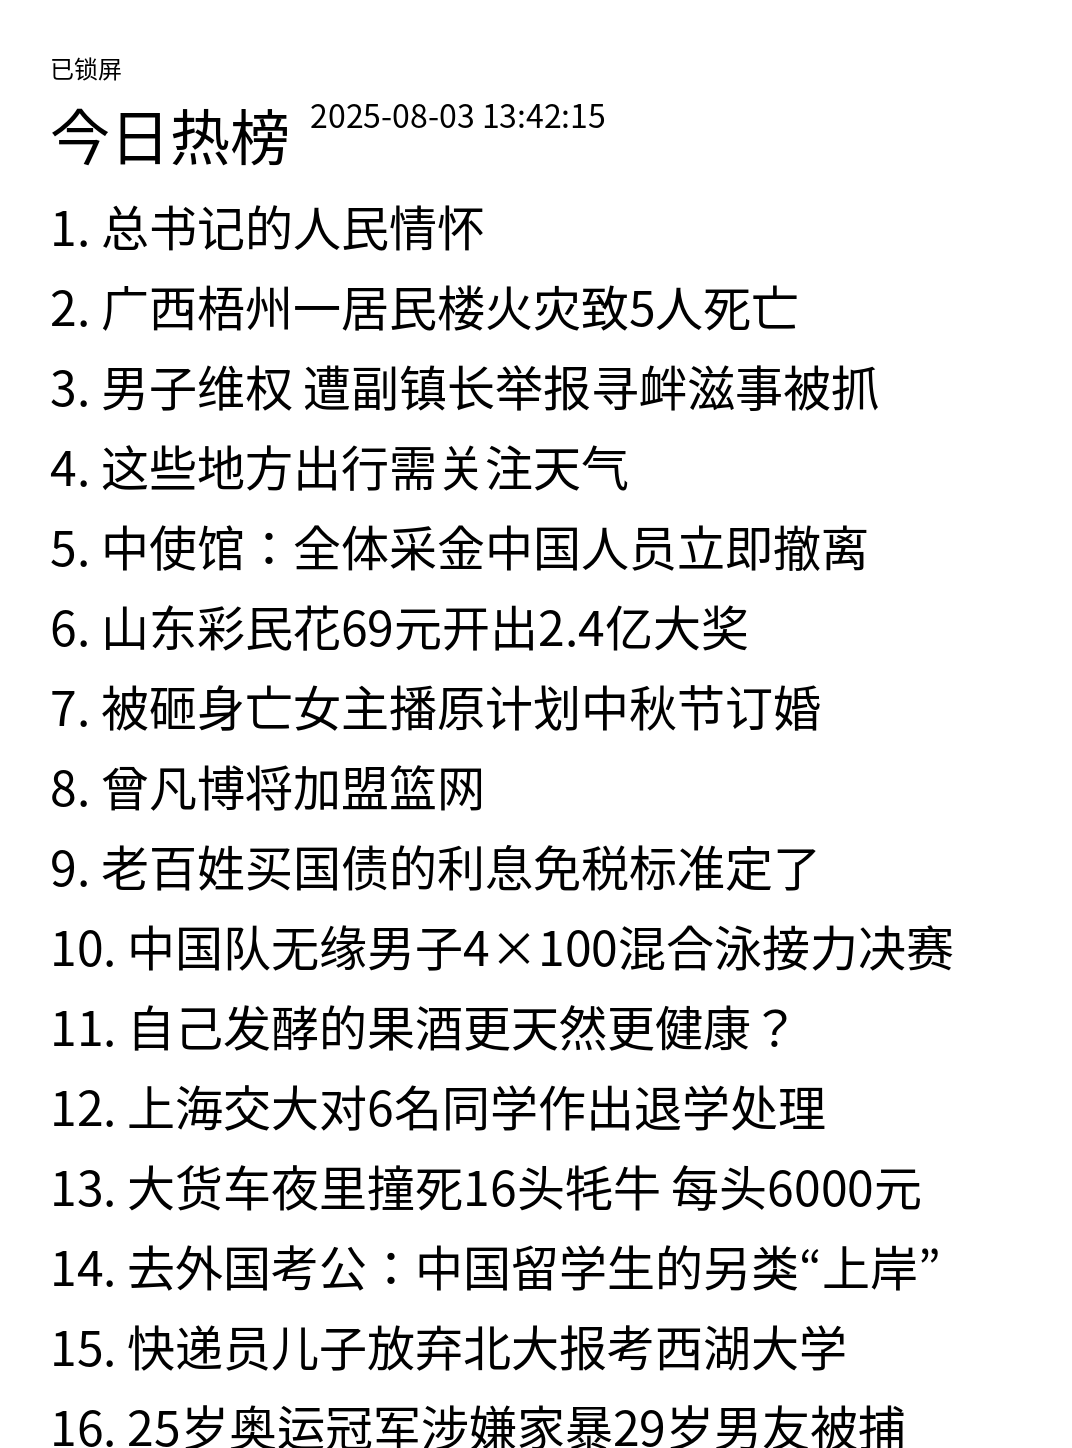 已锁屏
今日热榜 2025-08-03 13:42:15
1. 总书记的人民情怀
2. 广西梧州一居民楼火灾致5人死亡
3. 男子维权 遭副镇长举报寻衅滋事被抓
4. 这些地方出行需关注天气
5. 中使馆：全体采金中国人员立即撤离
6. 山东彩民花69元开出2.4亿大奖
7. 被砸身亡女主播原计划中秋节订婚
8. 曾凡博将加盟篮网
9. 老百姓买国债的利息免税标准定了
10. 中国队无缘男子4×100混合泳接力决赛
11. 自己发酵的果酒更天然更健康？
12. 上海交大对6名同学作出退学处理
13. 大货车夜里撞死16头牦牛 每头6000元
14. 去外国考公：中国留学生的另类“上岸”
15. 快递员儿子放弃北大报考西湖大学
16. 25岁奥运冠军涉嫌家暴29岁男友被捕